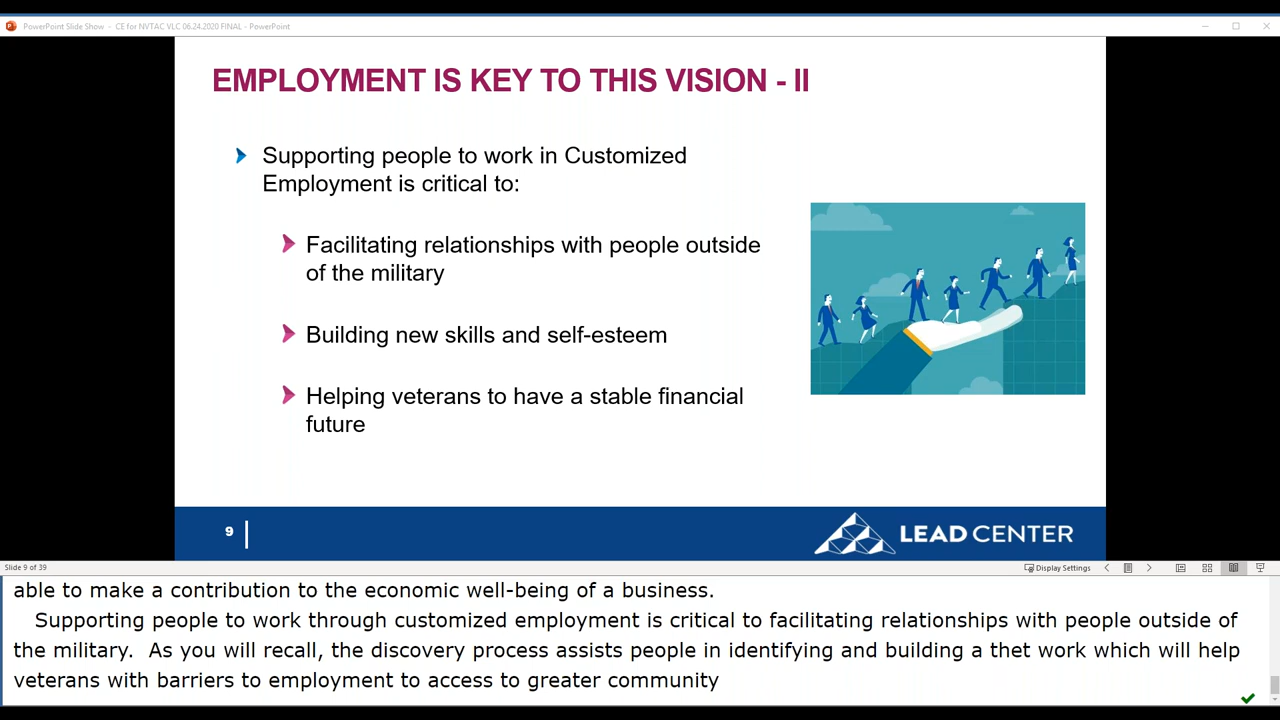 PowerPoint Slide Show - CE for NVTAC VLC 06.24.2020 FINAL - PowerPoint
EMPLOYMENT IS KEY TO THIS VISION - II
Supporting people to work in Customized
Employment is critical to:
Facilitating relationships with people outside
of the military
Building new skills and self-esteem
Helping veterans to have a stable financial
future
9
LEAD CENTER
Slide 9 of 39
Display Settings
able to make a contribution to the economic well-being of a business.
Supporting people to work through customized employment is critical to facilitating relationships with people outside of
the military. As you will recall, the discovery process assists people in identifying and building a thet work which will help
veterans with barriers to employment to access to greater community